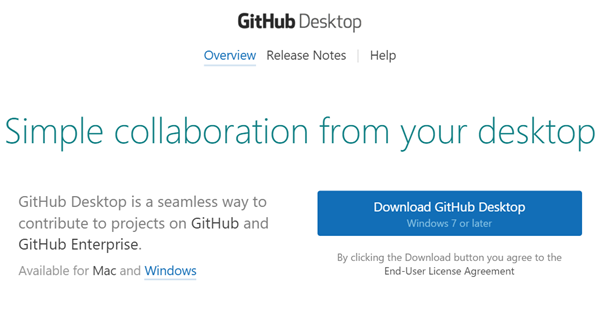 GitHub Desktop
Overview Release Notes | Help
Simple collaboration from your desktop
GitHub Desktop is a seamless way to
contribute to projects on GitHub and
GitHub Enterprise.
Available for Mac and Windows
Download GitHub Desktop
Windows 7 or later
By clicking the Download button you agree to the
End-User License Agreement